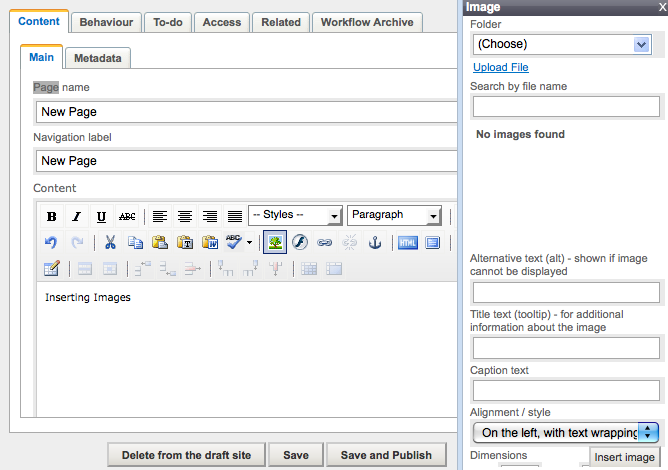 Content Behaviour To-do Access Related Workflow Archive
Main Metadata
Page name
New Page
Navigation label
New Page
Content
B I U ABC -- Styles -- Paragraph
T W ABC HTML
Inserting Images
Delete from the draft site Save Save and Publish
Image X
Folder
(Choose)
Upload File
Search by file name
No images found
Alternative text (alt) - shown if image
cannot be displayed
Title text (tooltip) - for additional
information about the image
Caption text
Alignment / style
On the left, with text wrapping
Dimensions Insert image